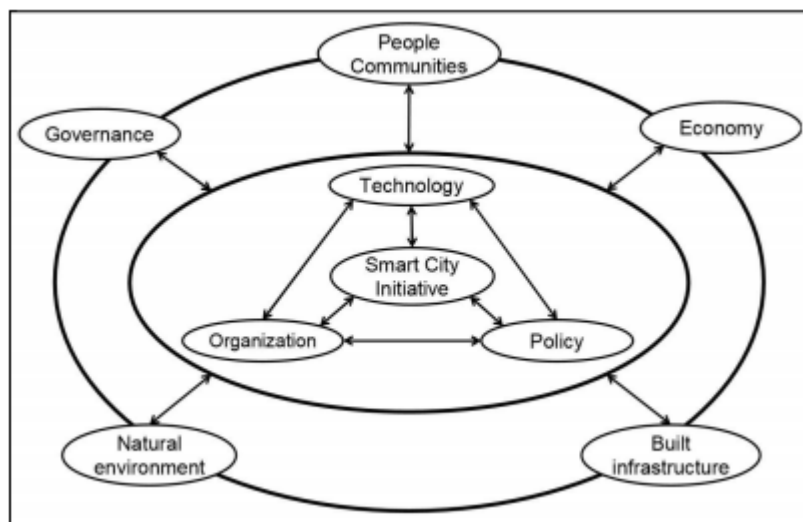 People
Communities
Governance
Economy
Technology
Smart City
Initiative
Organization
Policy
Natural
environment
Built
infrastructure